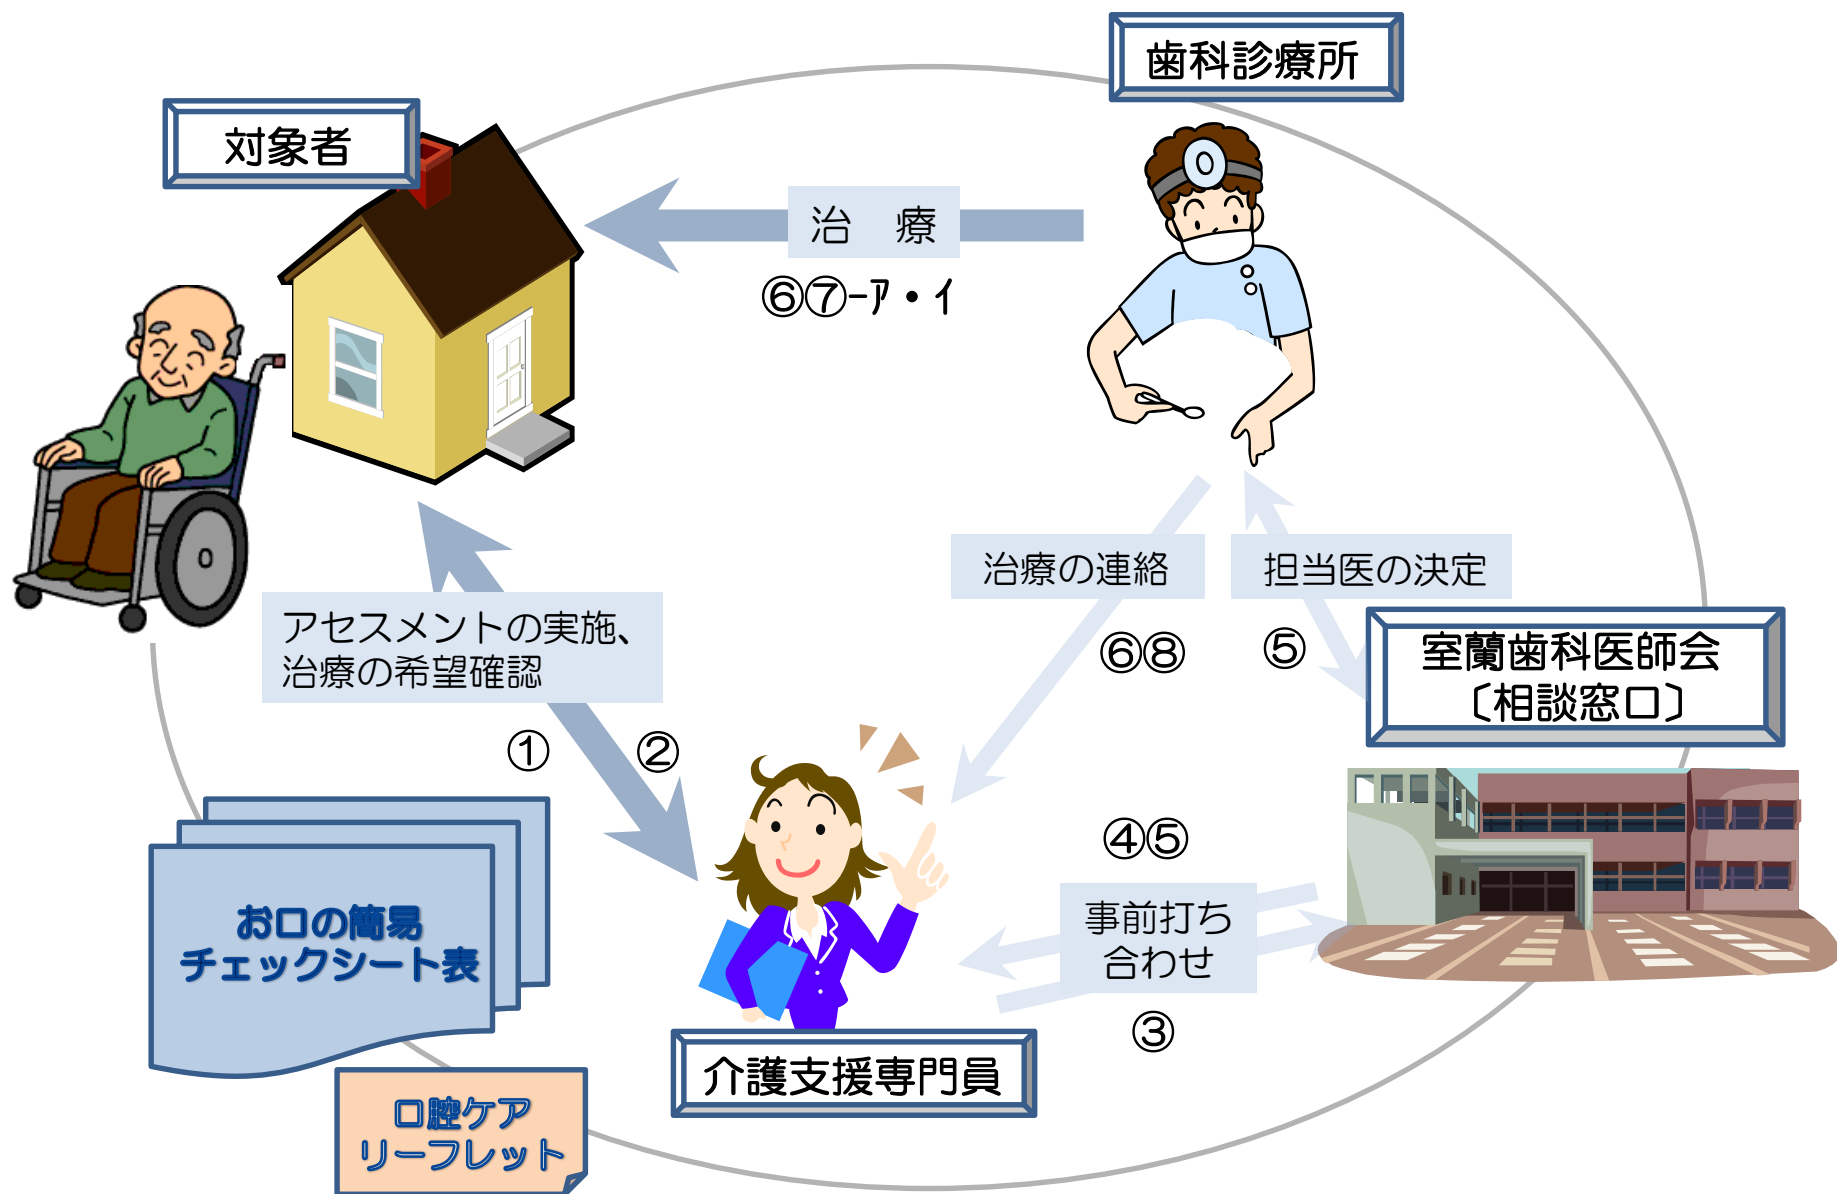 歯科診療所
対象者
治　療
⑥⑦-ｱ・ｲ
治療の連絡
⑥⑧
担当医の決定
⑤
室蘭歯科医師会
〔相談窓口〕
アセスメントの実施、
治療の希望確認
①
②
④⑤
事前打ち
合わせ
③
お口の簡易
チェックシート表
介護支援専門員
口腔ケア
リーフレット